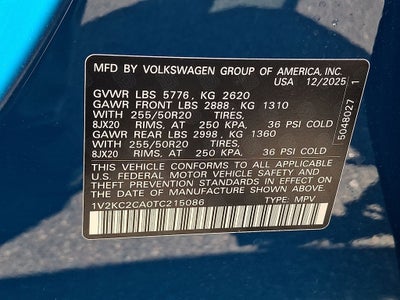 MFD BY VOLKSWAGEN GROUP OF AMERICA, INC.
USA 12/2025
GVWR LBS 5776, KG 2620
GAWR FRONT LBS 2888, KG 1310
WITH 255/50R20 TIRES,
8JX20 RIMS, AT 250 KPA, 36 PSI COLD
GAWR REAR LBS 2998, KG 1360
WITH 255/50R20 TIRES,
8JX20 RIMS, AT 250 KPA, 36 PSI COLD
THIS VEHICLE CONFORMS TO ALL APPLICABLE
U.S. FEDERAL MOTOR VEHICLE SAFETY AND
THEFT PREVENTION STANDARDS IN EFFECT ON
THE DATE OF MANUFACTURE SHOWN ABOVE.
1V2KC2CA0TC215086 TYPE: MPV
5048027 1